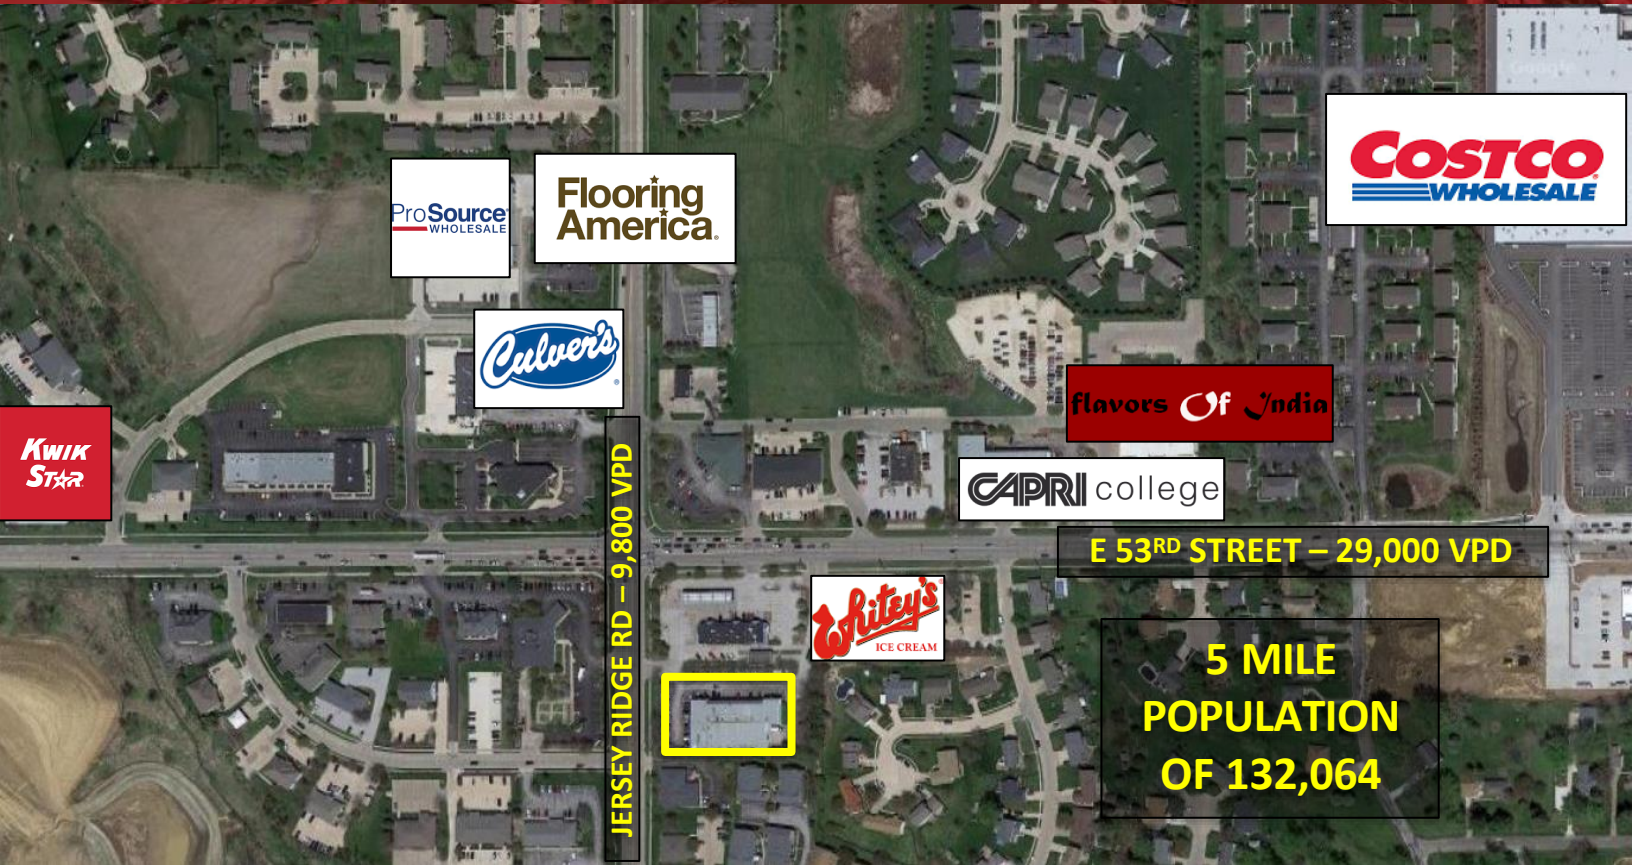 Google
COSTCO
WHOLESALE
ProSource®
WHOLESALE
Flooring
America®
Culver's®
flavors Of India
KWIK
STAR
CAPRI college
JERSEY RIDGE RD – 9,800 VPD
E 53RD STREET – 29,000 VPD
Whitey's
ICE CREAM
5 MILE
POPULATION
OF 132,064